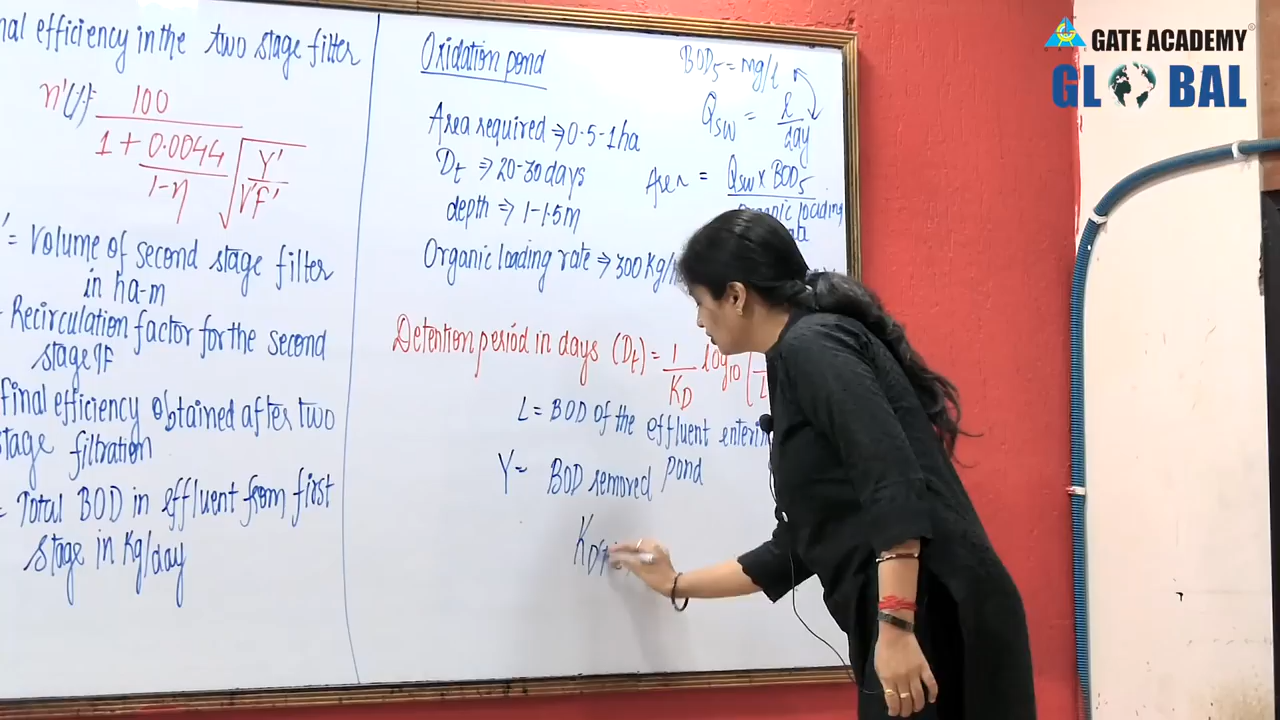 nal efficiency in the two stage filter
η'(%)= 100
1 + 0.0044
1-η
√ Y'
V'f'
'= Volume of second stage filter
in ha-m
- Recirculation factor for the second
stage TF
final efficiency obtained after two
stage filtration
= Total BOD in effluent from first
stage in Kg/day
Oxidation pond
Area required ⇒ 0.5-1ha
Dt ⇒ 20-30days
depth ⇒ 1-1.5m
Organic loading rate ⇒ 300 Kg/ha
BOD5 = mg/l
Qsw = l
day
Area = Qsw x BOD5
Organic loading
Detention period in days (Dt) = 1 log10 [
KD L
L = BOD of the effluent entering
pond
Y = BOD removed
KD
GATE ACADEMY®
GLOBAL